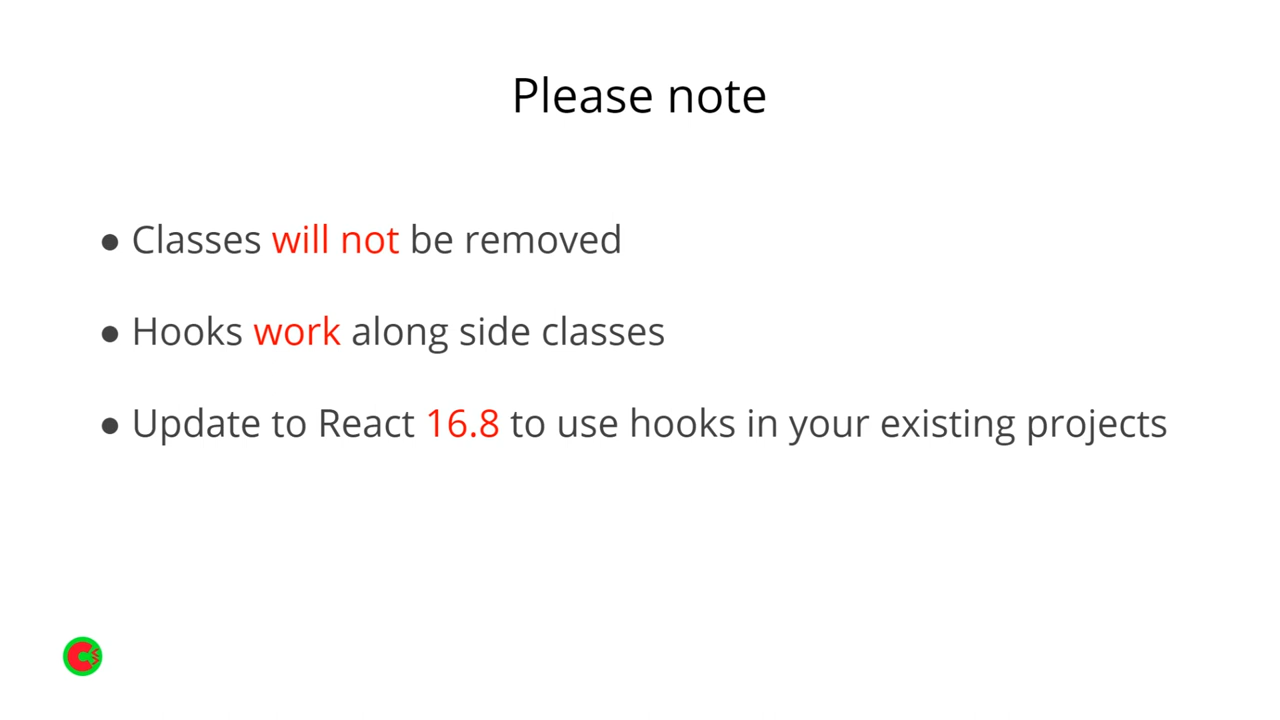 Please note
● Classes will not be removed
● Hooks work along side classes
● Update to React 16.8 to use hooks in your existing projects